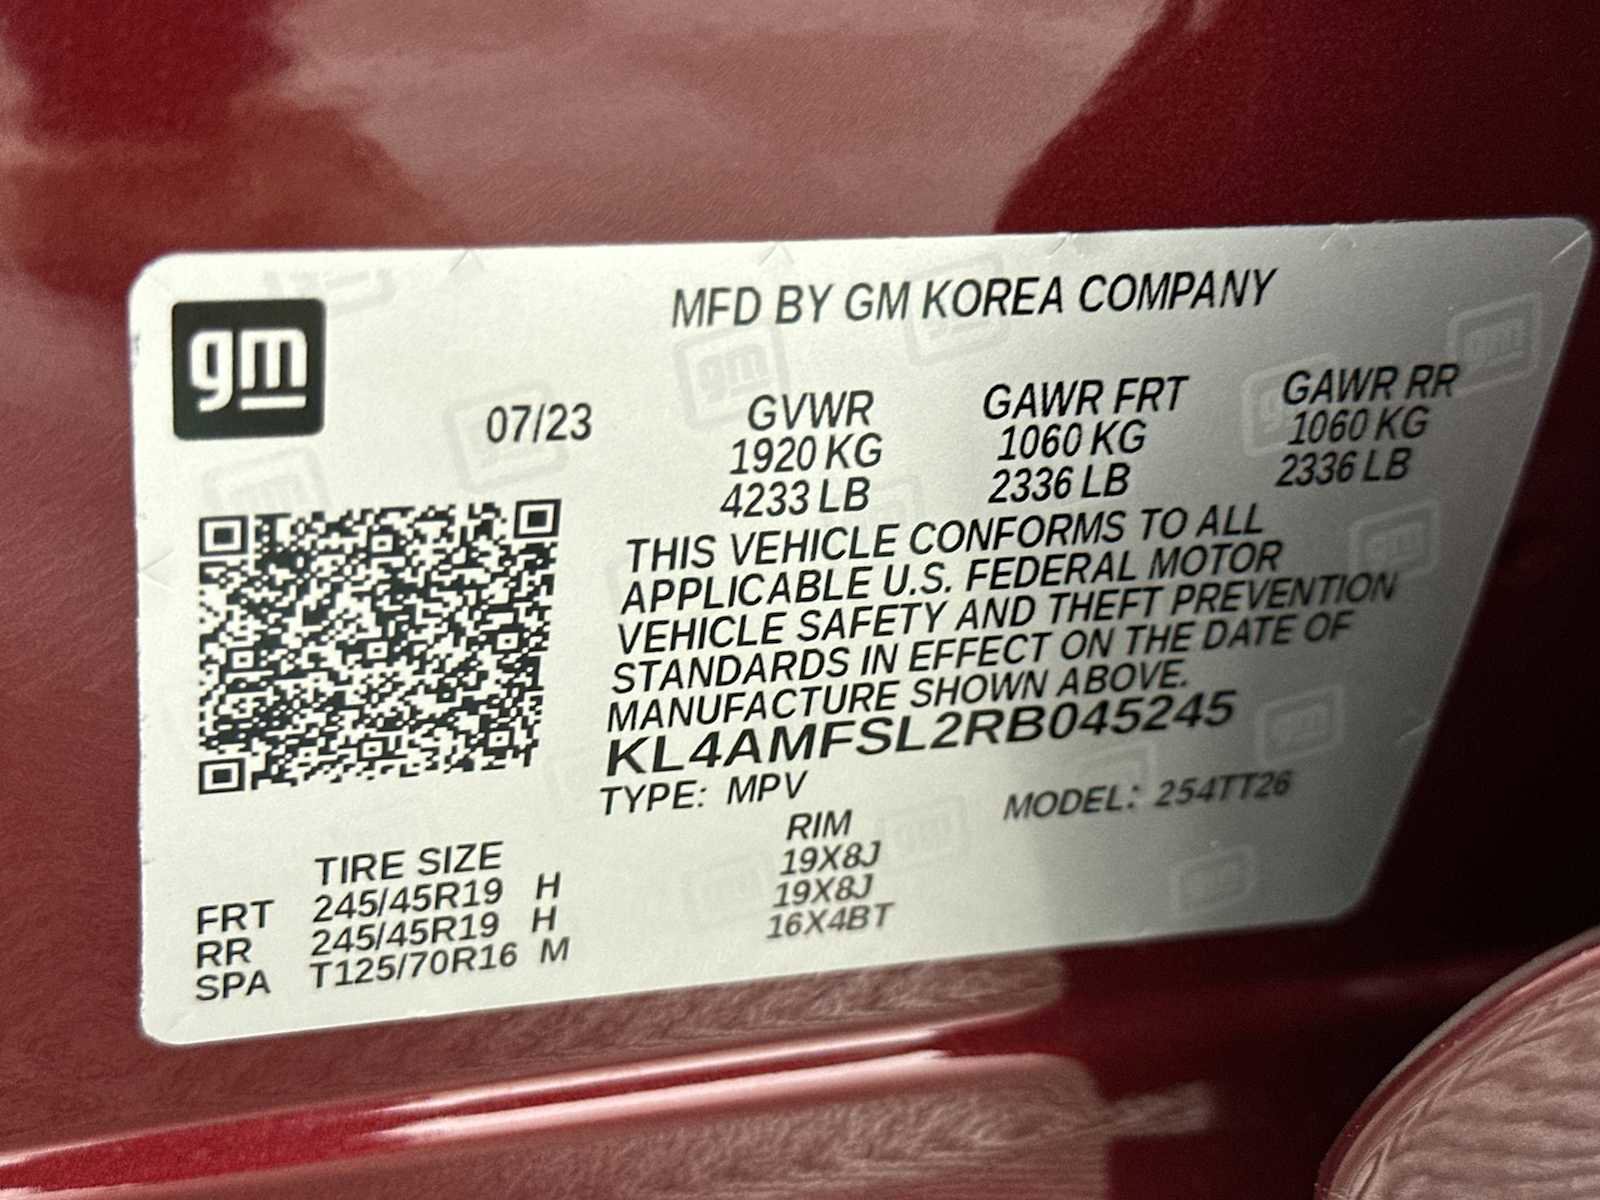 gm
MFD BY GM KOREA COMPANY
07/23 GVWR GAWR FRT GAWR RR
1920 KG 1060 KG 1060 KG
4233 LB 2336 LB 2336 LB
THIS VEHICLE CONFORMS TO ALL
APPLICABLE U.S. FEDERAL MOTOR
VEHICLE SAFETY AND THEFT PREVENTION
STANDARDS IN EFFECT ON THE DATE OF
MANUFACTURE SHOWN ABOVE.
KL4AMFSL2RB045245
TYPE: MPV MODEL: 254TT26
TIRE SIZE RIM
FRT 245/45R19 H 19X8J
RR 245/45R19 H 19X8J
SPA T125/70R16 M 16X4BT